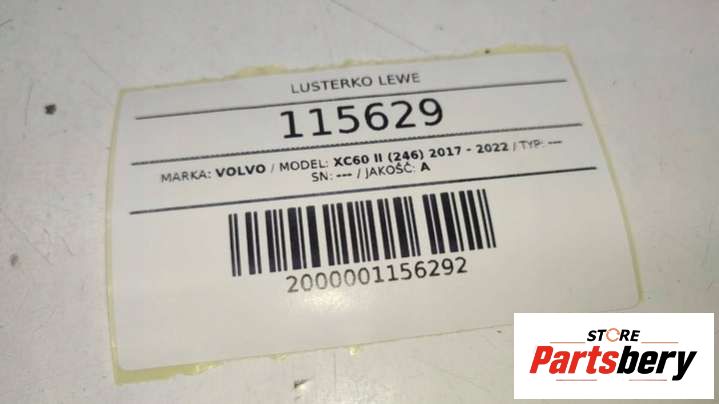 LUSTERKO LEWE
115629
MARKA: VOLVO / MODEL: XC60 II (246) 2017 - 2022 / TYP: ---
SN: --- / JAKOŚĆ: A
2000001156292
STORE
Partsbery